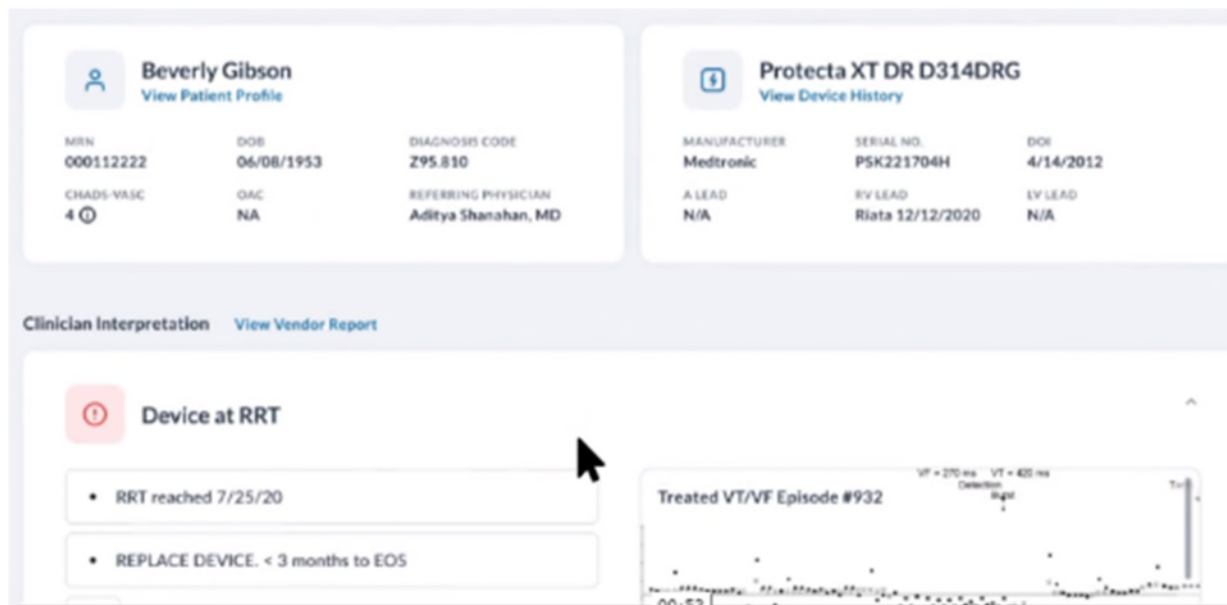 Beverly Gibson
View Patient Profile
MRN
000112222
DOB
06/08/1953
DIAGNOSIS CODE
Z95.810
CHADS-VASC
4
OAC
NA
REFERRING PHYSICIAN
Aditya Shanahan, MD
Protecta XT DR D314DRG
View Device History
MANUFACTURER
Medtronic
SERIAL NO.
PSK221704H
DOI
4/14/2012
A LEAD
N/A
RV LEAD
Riata 12/12/2020
LV LEAD
N/A
Clinician Interpretation View Vendor Report
Device at RRT
• RRT reached 7/25/20
• REPLACE DEVICE. < 3 months to EOS
Treated VT/VF Episode #932
VF = 270 ms VT = 420 ms
Detection
Burst
00:53